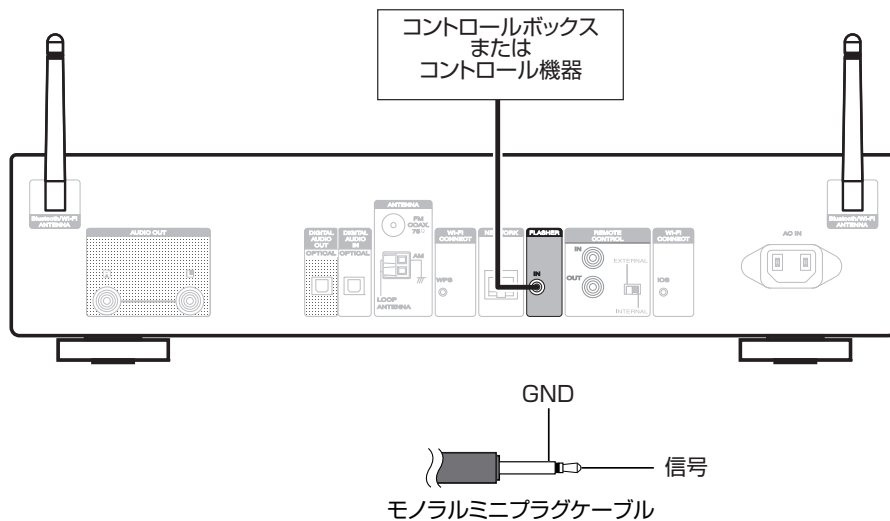 コントロールボックス
または
コントロール機器
Bluetooth/Wi-Fi
ANTENNA
AUDIO OUT
DIGITAL
AUDIO
OUT
OPTICAL
DIGITAL
AUDIO
IN
OPTICAL
ANTENNA
FM
COAX.
75Ω
AM
LOOP
ANTENNA
WI-FI
CONNECT
WPS
NETWORK
FLASHER
IN
REMOTE
CONTROL
IN
OUT
EXTERNAL
INTERNAL
WI-FI
CONNECT
iOS
AC IN
Bluetooth/Wi-Fi
ANTENNA
GND
信号
モノラルミニプラグケーブル